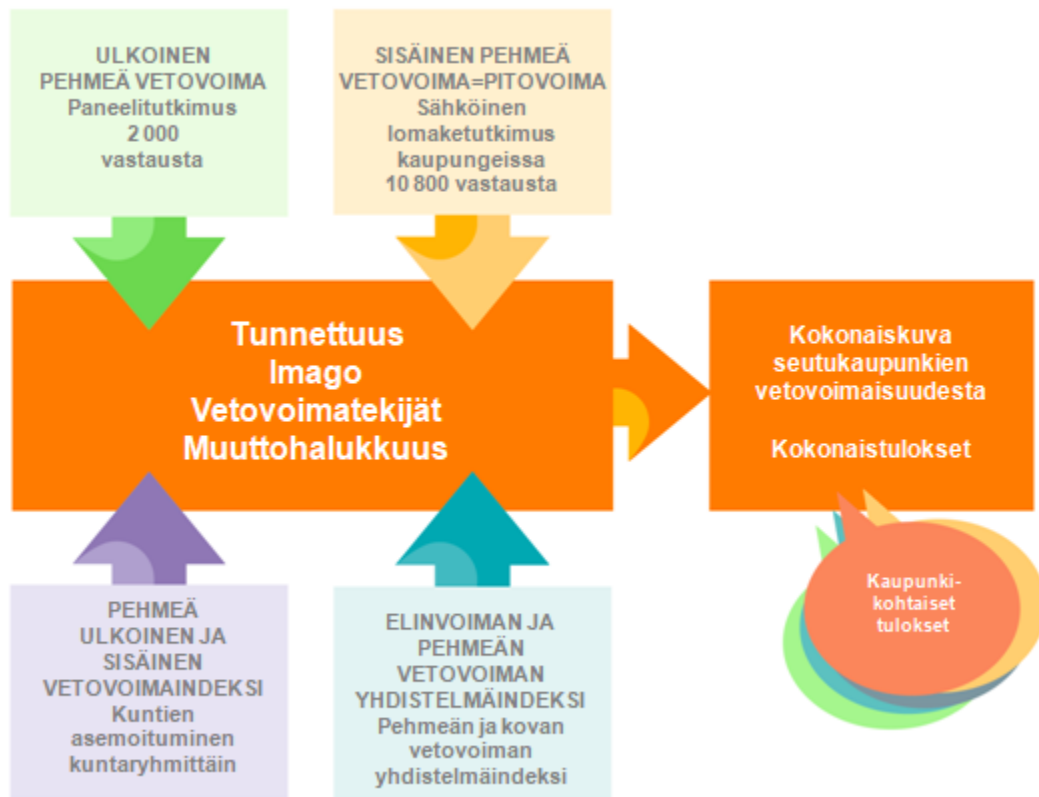 ULKOINEN
PEHMEÄ VETOVOIMA
Paneelitutkimus
2 000
vastausta
SISÄINEN PEHMEÄ
VETOVOIMA=PITOVOIMA
Sähköinen
lomaketutkimus
kaupungeissa
10 800 vastausta
Tunnettuus
Imago
Vetovoimatekijät
Muuttohalukkuus
Kokonaiskuva
seutukaupunkien
vetovoimaisuudesta
Kokonaistulokset
PEHMEÄ
ULKOINEN JA
SISÄINEN
VETOVOIMAINDEKSI
Kuntien
asemoituminen
kuntaryhmittäin
ELINVOIMAN JA
PEHMEÄN
VETOVOIMAN
YHDISTELMÄINDEKSI
Pehmeän ja kovan
vetovoiman
yhdistelmäindeksi
Kaupunki-
kohtaiset
tulokset